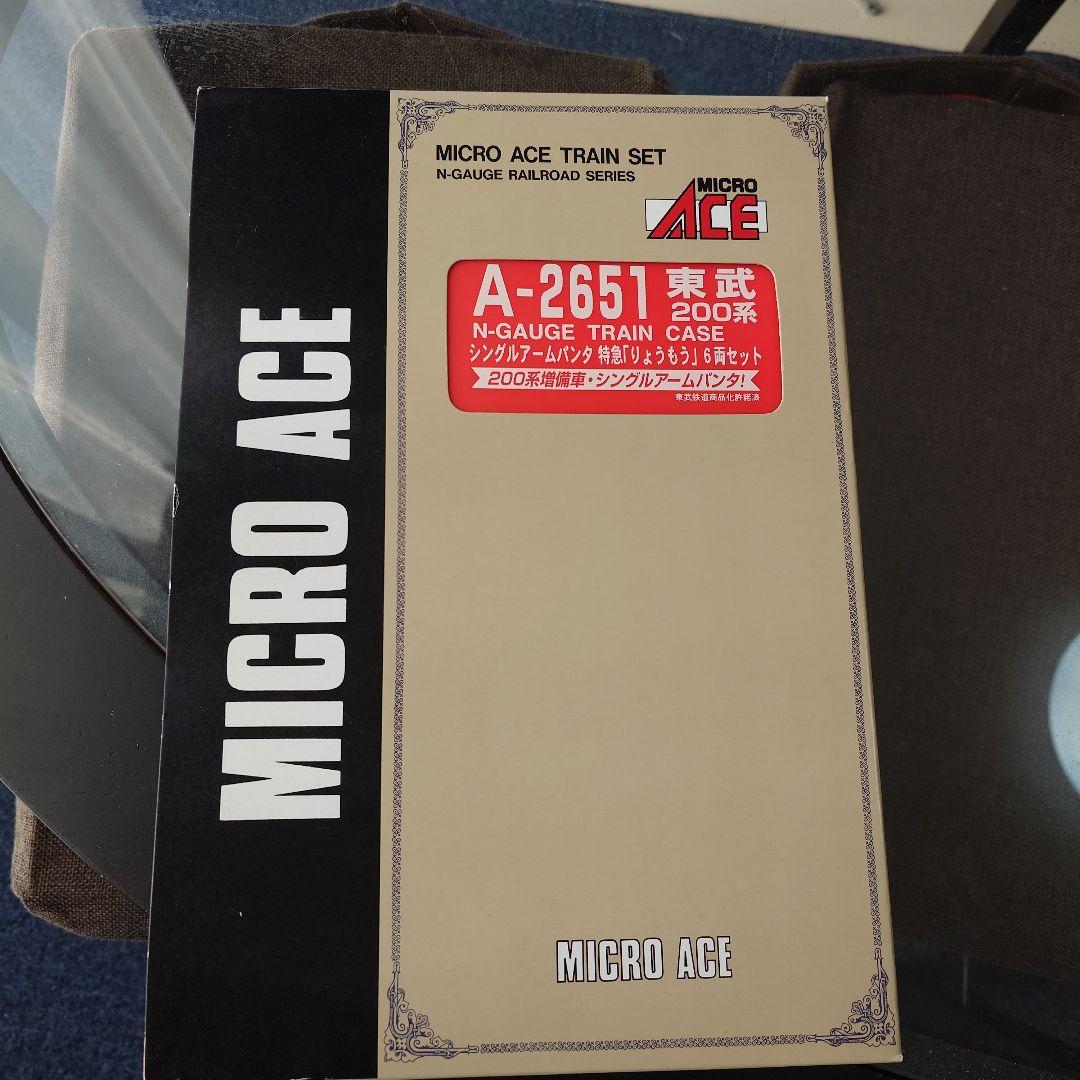 MICRO ACE
MICRO ACE TRAIN SET
N-GAUGE RAILROAD SERIES
MICRO
ACE
A-2651 東武
200系
N-GAUGE TRAIN CASE
シングルアームパンタ 特急「りょうもう」6両セット
200系増備車・シングルアームパンタ!
東武鉄道商品化許諾済
MICRO ACE